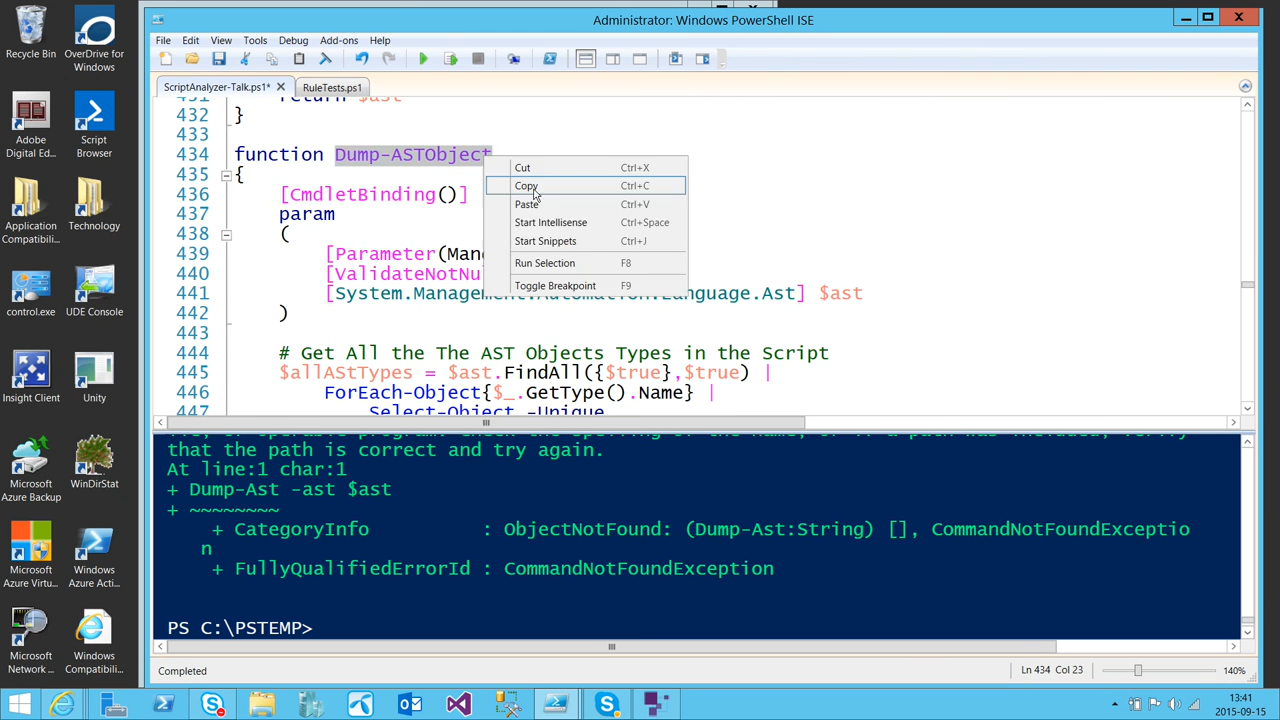 Administrator: Windows PowerShell ISE
File Edit View Tools Debug Add-ons Help
ScriptAnalyzer-Talk.ps1* RuleTests.ps1
431 return $ast
432 }
433
434 function Dump-ASTObject
435 {
436 [CmdletBinding()]
437 param
438 (
439 [Parameter(Man
440 [ValidateNotNu
441 [System.Management.Automation.Language.Ast] $ast
442 )
443
444 # Get All the The AST Objects Types in the Script
445 $allAStTypes = $ast.FindAll({$true},$true) |
446 ForEach-Object{$_.GetType().Name} |
447 Select-Object -Unique
Cut Ctrl+X
Copy Ctrl+C
Paste Ctrl+V
Start Intellisense Ctrl+Space
Start Snippets Ctrl+J
Run Selection F8
Toggle Breakpoint F9
that the path is correct and try again.
At line:1 char:1
+ Dump-Ast -ast $ast
+ ~~~~~~~~
+ CategoryInfo : ObjectNotFound: (Dump-Ast:String) [], CommandNotFoundExceptio
n
+ FullyQualifiedErrorId : CommandNotFoundException
PS C:\PSTEMP>
Completed Ln 434 Col 23 140%
Recycle Bin
OverDrive for
Windows
Adobe
Digital Ed...
Script
Browser
Application
Compatibili...
Technology
control.exe
UDE Console
Insight Client
Unity
Microsoft
Azure Backup
WinDirStat
Microsoft
Azure Virtu...
Windows
Azure Acti...
Microsoft
Network ...
Windows
Compatibili...
13:41
2015-09-15